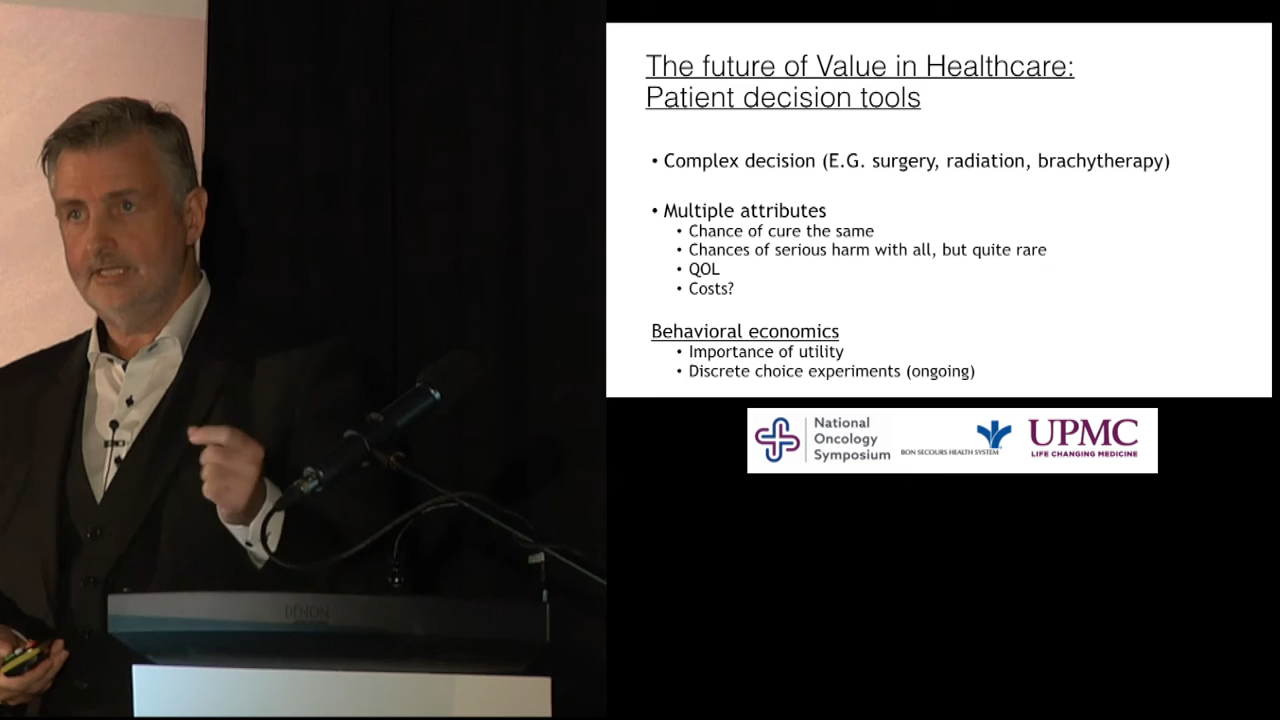 The future of Value in Healthcare:
Patient decision tools
• Complex decision (E.G. surgery, radiation, brachytherapy)
• Multiple attributes
• Chance of cure the same
• Chances of serious harm with all, but quite rare
• QOL
• Costs?
Behavioral economics
• Importance of utility
• Discrete choice experiments (ongoing)
National
Oncology
Symposium
BON SECOURS HEALTH SYSTEM
UPMC
LIFE CHANGING MEDICINE
DENON